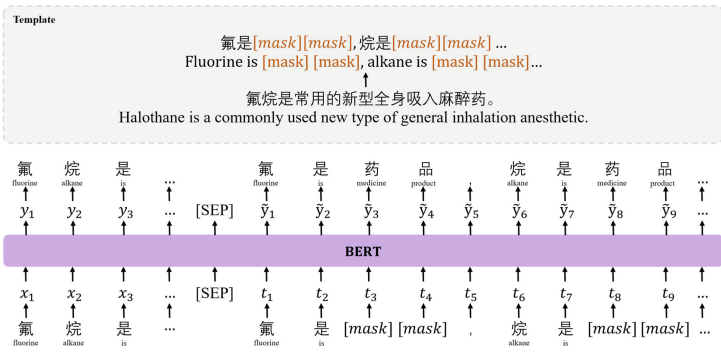 Template
氟是[mask][mask], 烷是[mask][mask] ...
Fluorine is [mask] [mask], alkane is [mask] [mask]...
氟烷是常用的新型全身吸入麻醉药。
Halothane is a commonly used new type of general inhalation anesthetic.
氟 烷 是 ... 氟 是 药 品 , 烷 是 药 品 ...
fluorine alkane is fluorine is medicine product alkane is medicine product
y₁ y₂ y₃ ... [SEP] ỹ₁ ỹ₂ ỹ₃ ỹ₄ ỹ₅ ỹ₆ ỹ₇ ỹ₈ ỹ₉ ...
BERT
x₁ x₂ x₃ ... [SEP] t₁ t₂ t₃ t₄ t₅ t₆ t₇ t₈ t₉ ...
氟 烷 是 ... 氟 是 [mask] [mask] , 烷 是 [mask] [mask] ...
fluorine alkane is fluorine is alkane is